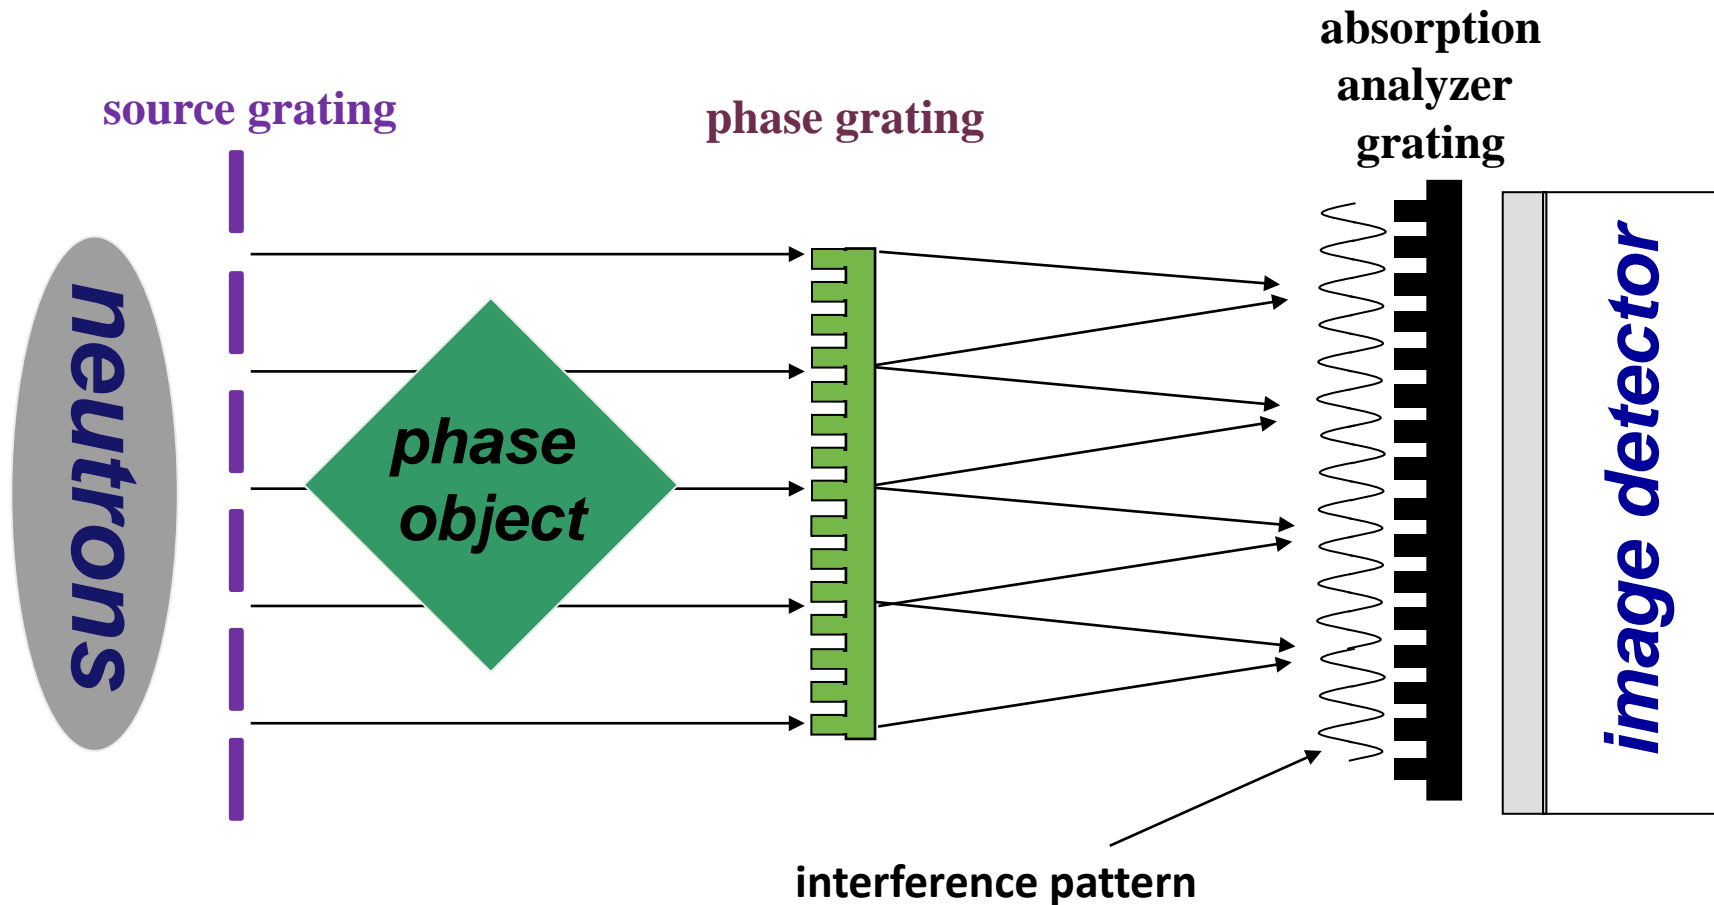 source grating
phase grating
absorption
analyzer
grating
neutrons
phase
object
image detector
interference pattern